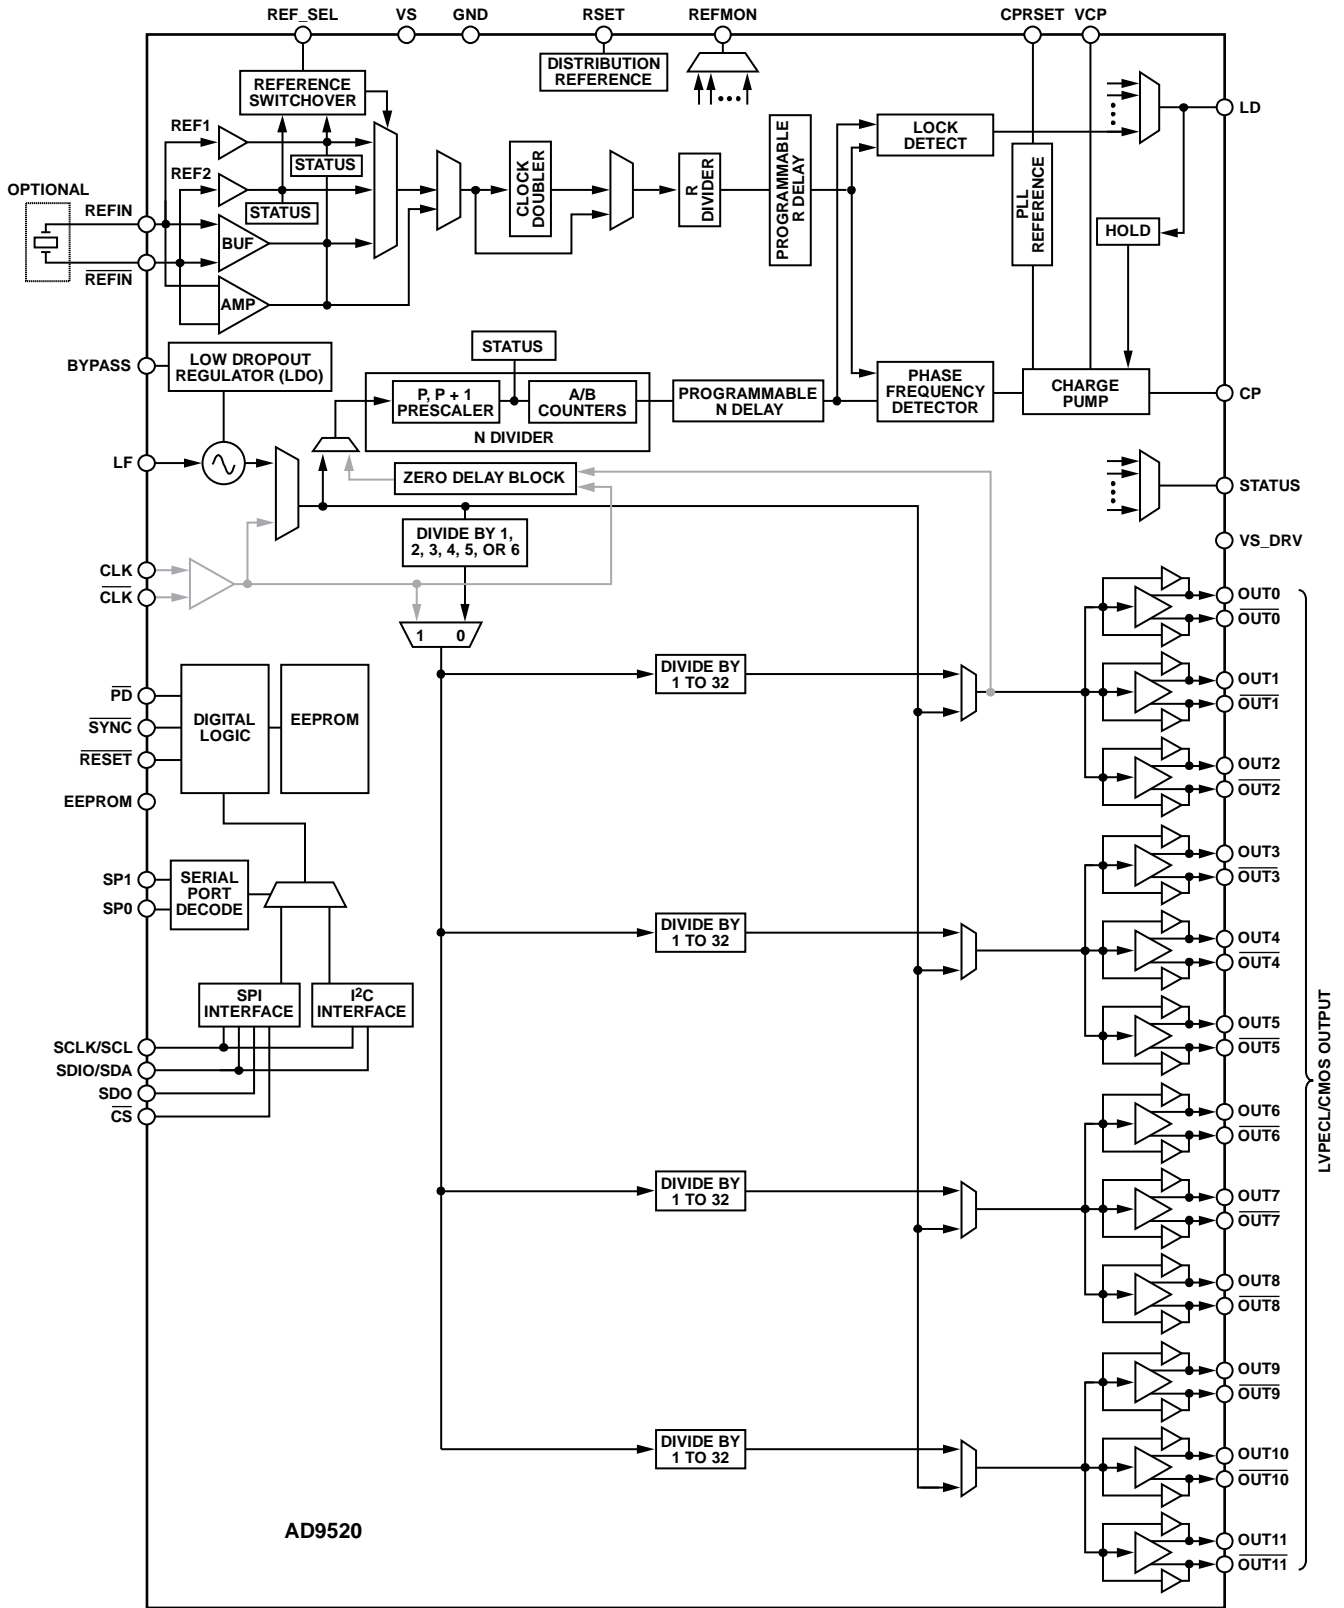 REF_SEL
VS
GND
RSET
REFMON
CPRSET
VCP
DISTRIBUTION
REFERENCE
REFERENCE
SWITCHOVER
LD
REF1
STATUS
REF2
STATUS
OPTIONAL
REFIN
REFIN
BUF
AMP
CLOCK
DOUBLER
R
DIVIDER
PROGRAMMABLE
R DELAY
LOCK
DETECT
PLL
REFERENCE
HOLD
BYPASS
LOW DROPOUT
REGULATOR (LDO)
STATUS
P, P + 1
PRESCALER
A/B
COUNTERS
N DIVIDER
PROGRAMMABLE
N DELAY
PHASE
FREQUENCY
DETECTOR
CHARGE
PUMP
CP
LF
ZERO DELAY BLOCK
STATUS
DIVIDE BY 1,
2, 3, 4, 5, OR 6
VS_DRV
CLK
CLK
1 0
OUT0
OUT0
DIVIDE BY
1 TO 32
OUT1
OUT1
PD
SYNC
RESET
DIGITAL
LOGIC
EEPROM
OUT2
OUT2
EEPROM
OUT3
OUT3
SP1
SP0
SERIAL
PORT
DECODE
DIVIDE BY
1 TO 32
OUT4
OUT4
SPI
INTERFACE
I2C
INTERFACE
OUT5
OUT5
SCLK/SCL
SDIO/SDA
SDO
CS
LVPECL/CMOS OUTPUT
OUT6
OUT6
DIVIDE BY
1 TO 32
OUT7
OUT7
OUT8
OUT8
OUT9
OUT9
DIVIDE BY
1 TO 32
OUT10
OUT10
AD9520
OUT11
OUT11